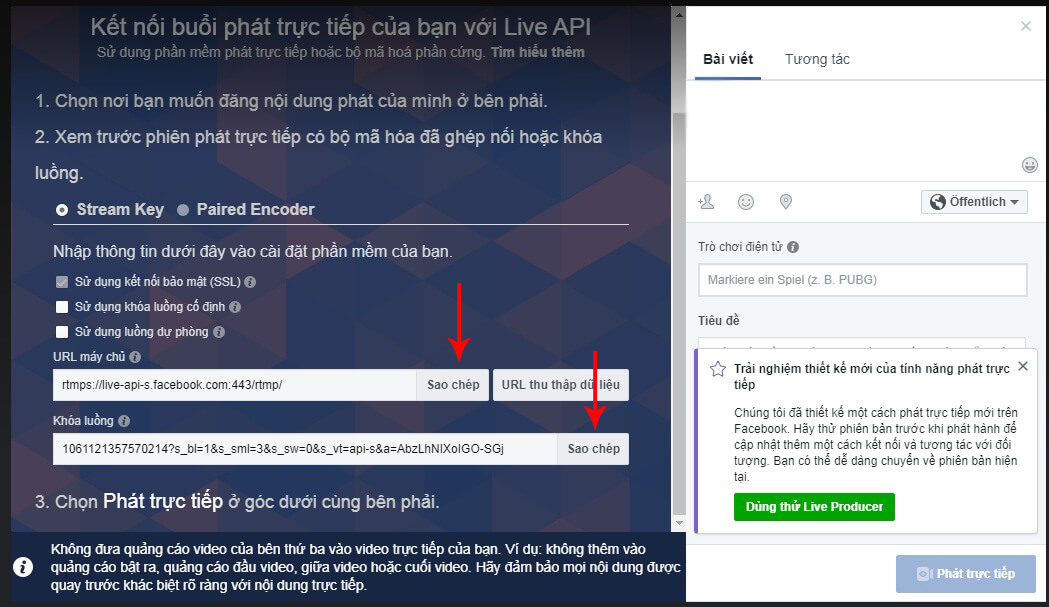 Kết nối buổi phát trực tiếp của bạn với Live API
Sử dụng phần mềm phát trực tiếp hoặc bộ mã hoá phần cứng. Tìm hiểu thêm
1. Chọn nơi bạn muốn đăng nội dung phát của mình ở bên phải.
2. Xem trước phiên phát trực tiếp có bộ mã hóa đã ghép nối hoặc khóa
luồng.
Stream Key
Paired Encoder
Nhập thông tin dưới đây vào cài đặt phần mềm của bạn.
Sử dụng kết nối bảo mật (SSL)
Sử dụng khóa luồng cố định
Sử dụng luồng dự phòng
URL máy chủ
rtmps://live-api-s.facebook.com:443/rtmp/
Sao chép
URL thu thập dữ liệu
Khóa luồng
1061121357570214?s_bl=1&s_sml=3&s_sw=0&s_vt=api-s&a=AbzLhNIXoIGO-SGj
Sao chép
3. Chọn Phát trực tiếp ở góc dưới cùng bên phải.
Không đưa quảng cáo video của bên thứ ba vào video trực tiếp của bạn. Ví dụ: không thêm vào
quảng cáo bật ra, quảng cáo đầu video, giữa video hoặc cuối video. Hãy đảm bảo mọi nội dung được
quay trước khác biệt rõ ràng với nội dung trực tiếp.
Bài viết
Tương tác
Öffentlich
Trò chơi điện tử
Markiere ein Spiel (z. B. PUBG)
Tiêu đề
Trải nghiệm thiết kế mới của tính năng phát trực
tiếp
Chúng tôi đã thiết kế một cách phát trực tiếp mới trên
Facebook. Hãy thử phiên bản trước khi phát hành để
cập nhật thêm một cách kết nối và tương tác với đối
tượng. Bạn có thể dễ dàng chuyển về phiên bản hiện
tại.
Dùng thử Live Producer
Phát trực tiếp